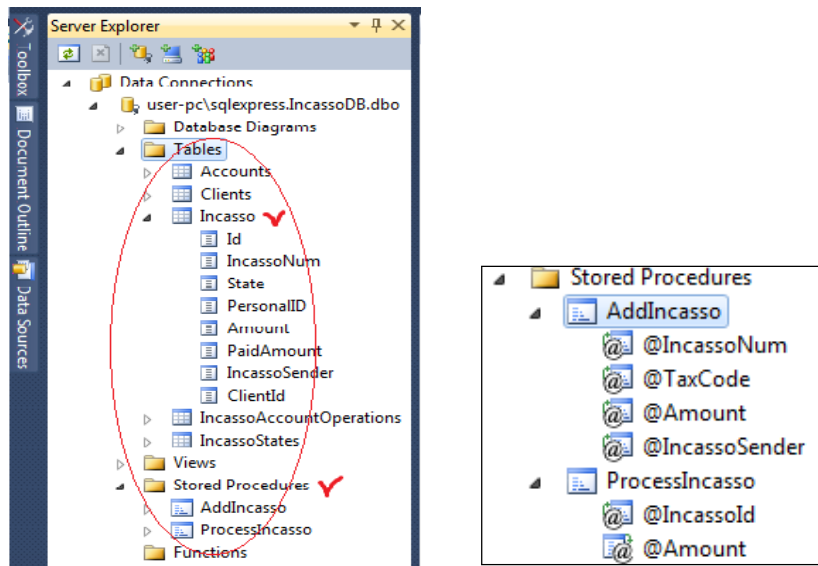 Server Explorer
Toolbox
Document Outline
Data Sources
Data Connections
user-pc\sqlexpress.IncassoDB.dbo
Database Diagrams
Tables
Accounts
Clients
Incasso
Id
IncassoNum
State
PersonalID
Amount
PaidAmount
IncassoSender
ClientId
IncassoAccountOperations
IncassoStates
Views
Stored Procedures
AddIncasso
ProcessIncasso
Functions
Stored Procedures
AddIncasso
@IncassoNum
@TaxCode
@Amount
@IncassoSender
ProcessIncasso
@IncassoId
@Amount